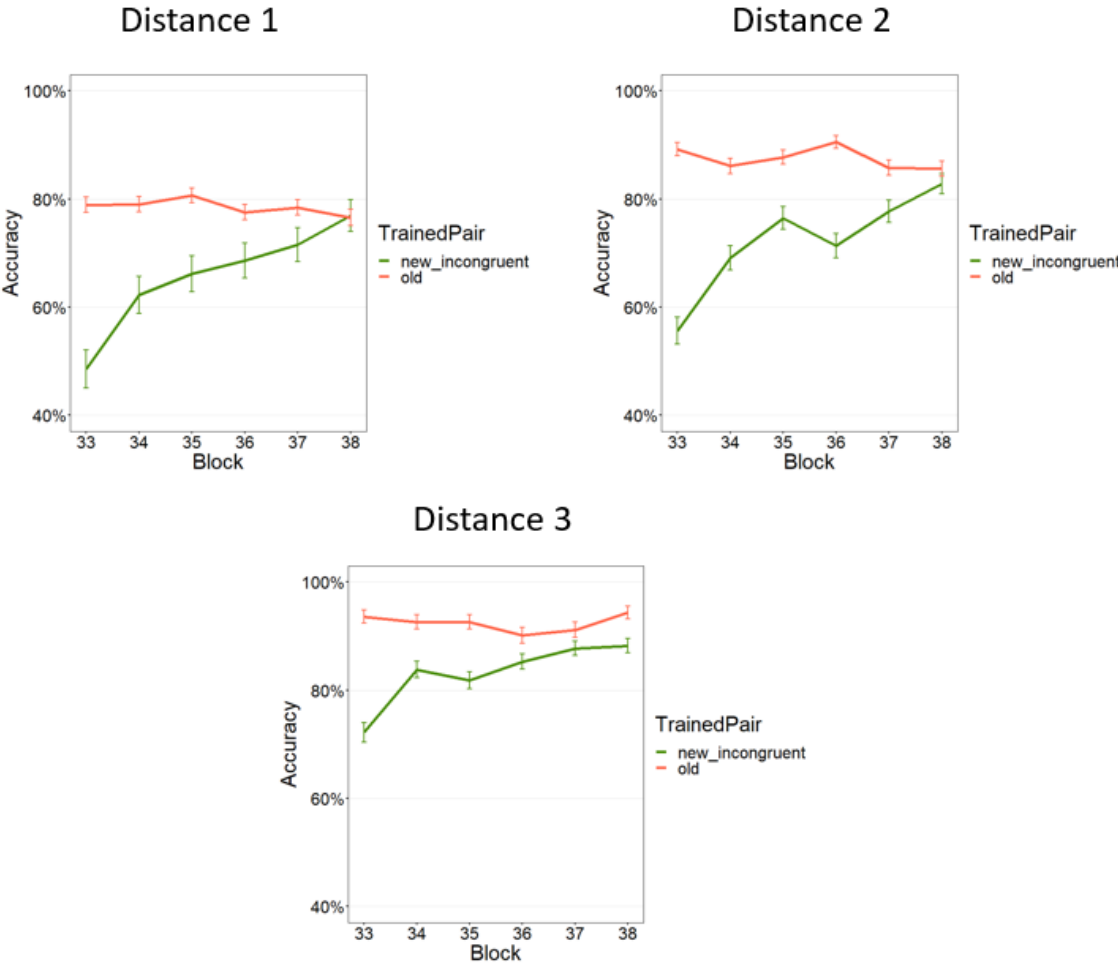 Distance 1
100%
80%
60%
40%
Accuracy
33 34 35 36 37 38
Block
TrainedPair
new_incongruent
old
Distance 2
100%
80%
60%
40%
Accuracy
33 34 35 36 37 38
Block
TrainedPair
new_incongruent
old
Distance 3
100%
80%
60%
40%
Accuracy
33 34 35 36 37 38
Block
TrainedPair
new_incongruent
old